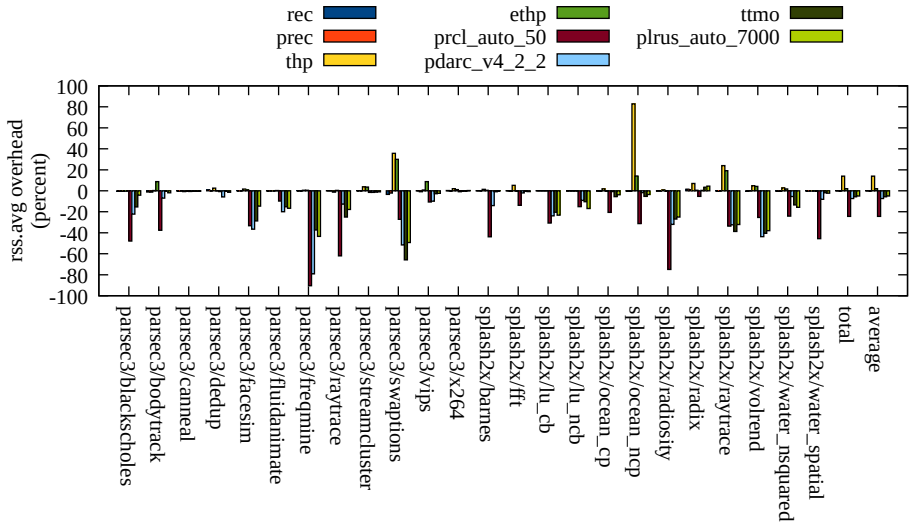 rec
prec
thp
ethp
prcl_auto_50
pdarc_v4_2_2
ttmo
plrus_auto_7000
rss.avg overhead
(percent)
100
80
60
40
20
0
-20
-40
-60
-80
-100
parsec3/blackscholes
parsec3/bodytrack
parsec3/canneal
parsec3/dedup
parsec3/facesim
parsec3/fluidanimate
parsec3/freqmine
parsec3/raytrace
parsec3/streamcluster
parsec3/swaptions
parsec3/vips
parsec3/x264
splash2x/barnes
splash2x/fft
splash2x/lu_cb
splash2x/lu_ncb
splash2x/ocean_cp
splash2x/ocean_ncp
splash2x/radiosity
splash2x/radix
splash2x/raytrace
splash2x/volrend
splash2x/water_nsquared
splash2x/water_spatial
total
average